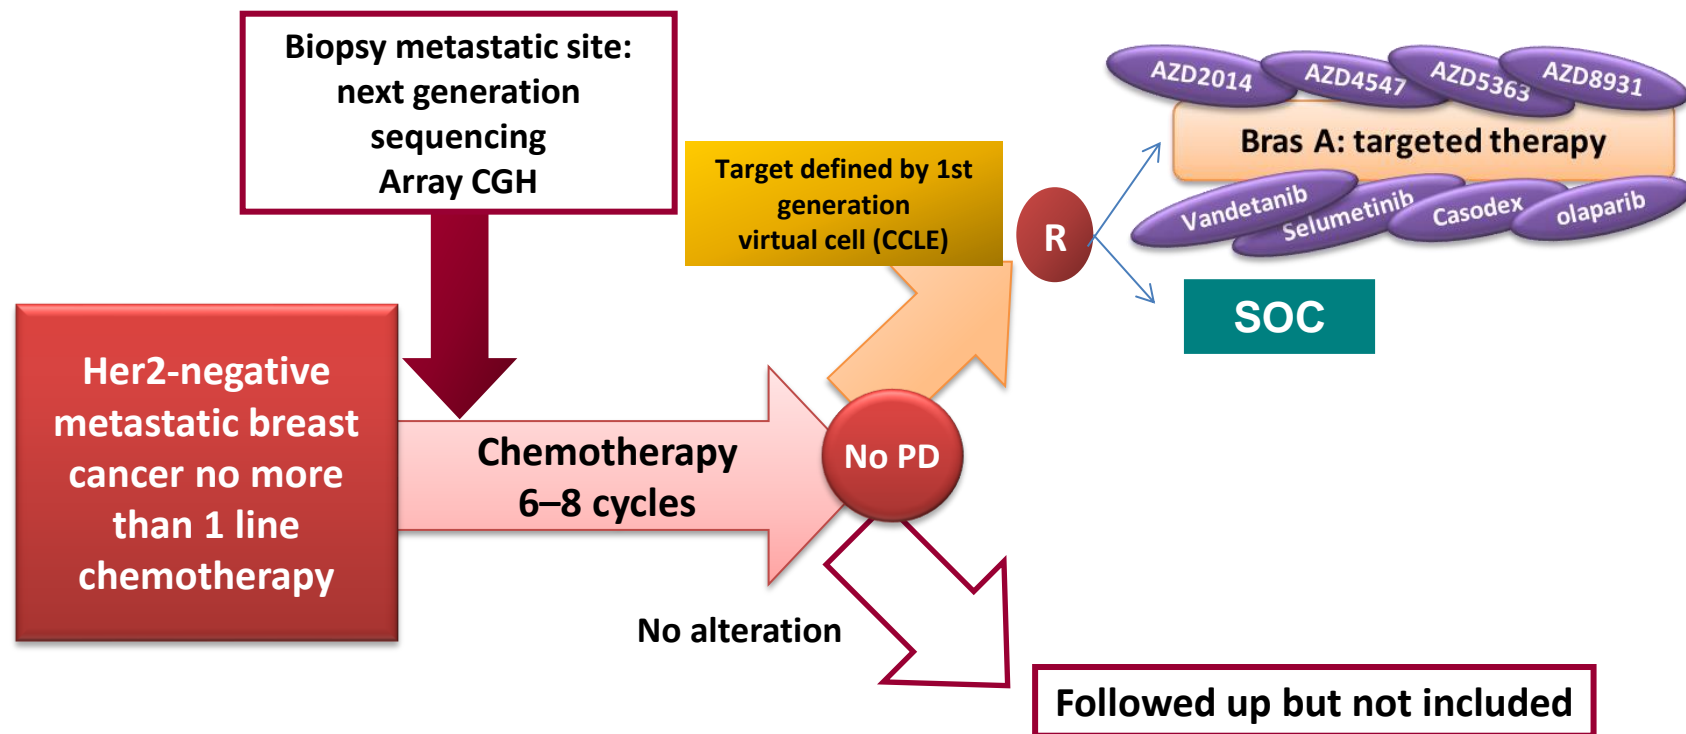 Biopsy metastatic site:
next generation
sequencing
Array CGH
Her2-negative
metastatic breast
cancer no more
than 1 line
chemotherapy
Chemotherapy
6–8 cycles
No PD
Target defined by 1st
generation
virtual cell (CCLE)
R
AZD2014
AZD4547
AZD5363
AZD8931
Bras A: targeted therapy
Vandetanib
Selumetinib
Casodex
olaparib
SOC
No alteration
Followed up but not included